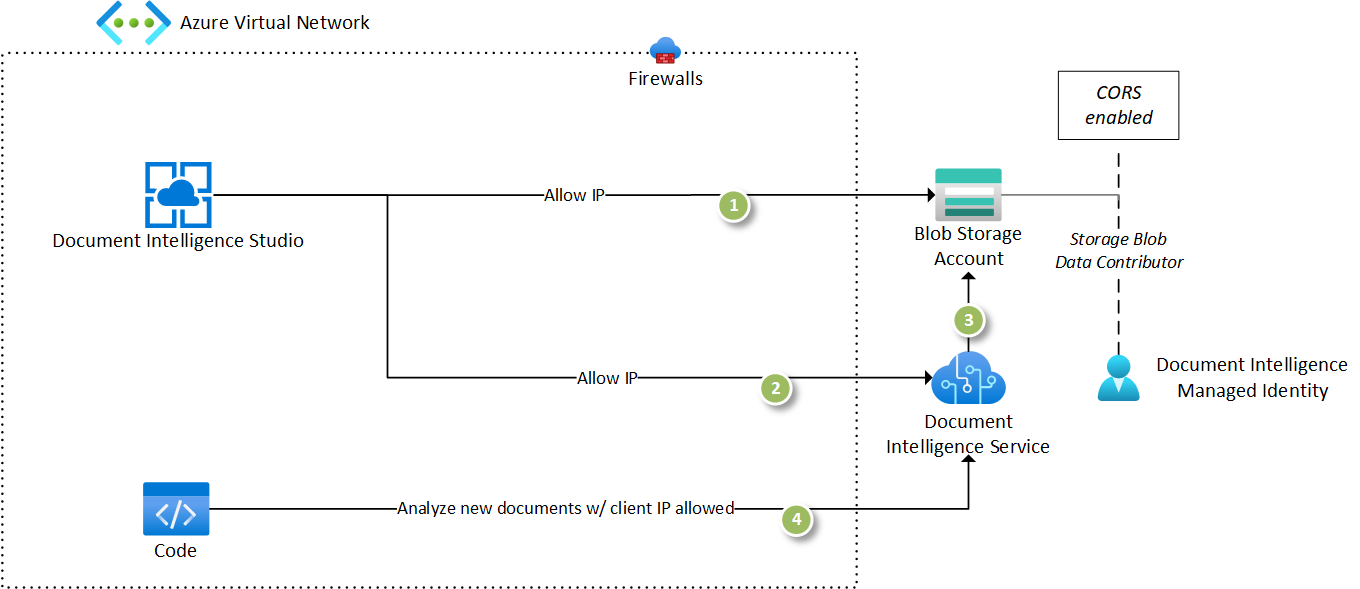 Azure Virtual Network
Firewalls
CORS
enabled
Allow IP
1
Document Intelligence Studio
Blob Storage
Account
Storage Blob
Data Contributor
3
Allow IP
2
Document Intelligence
Managed Identity
Document
Intelligence Service
Analyze new documents w/ client IP allowed
4
Code